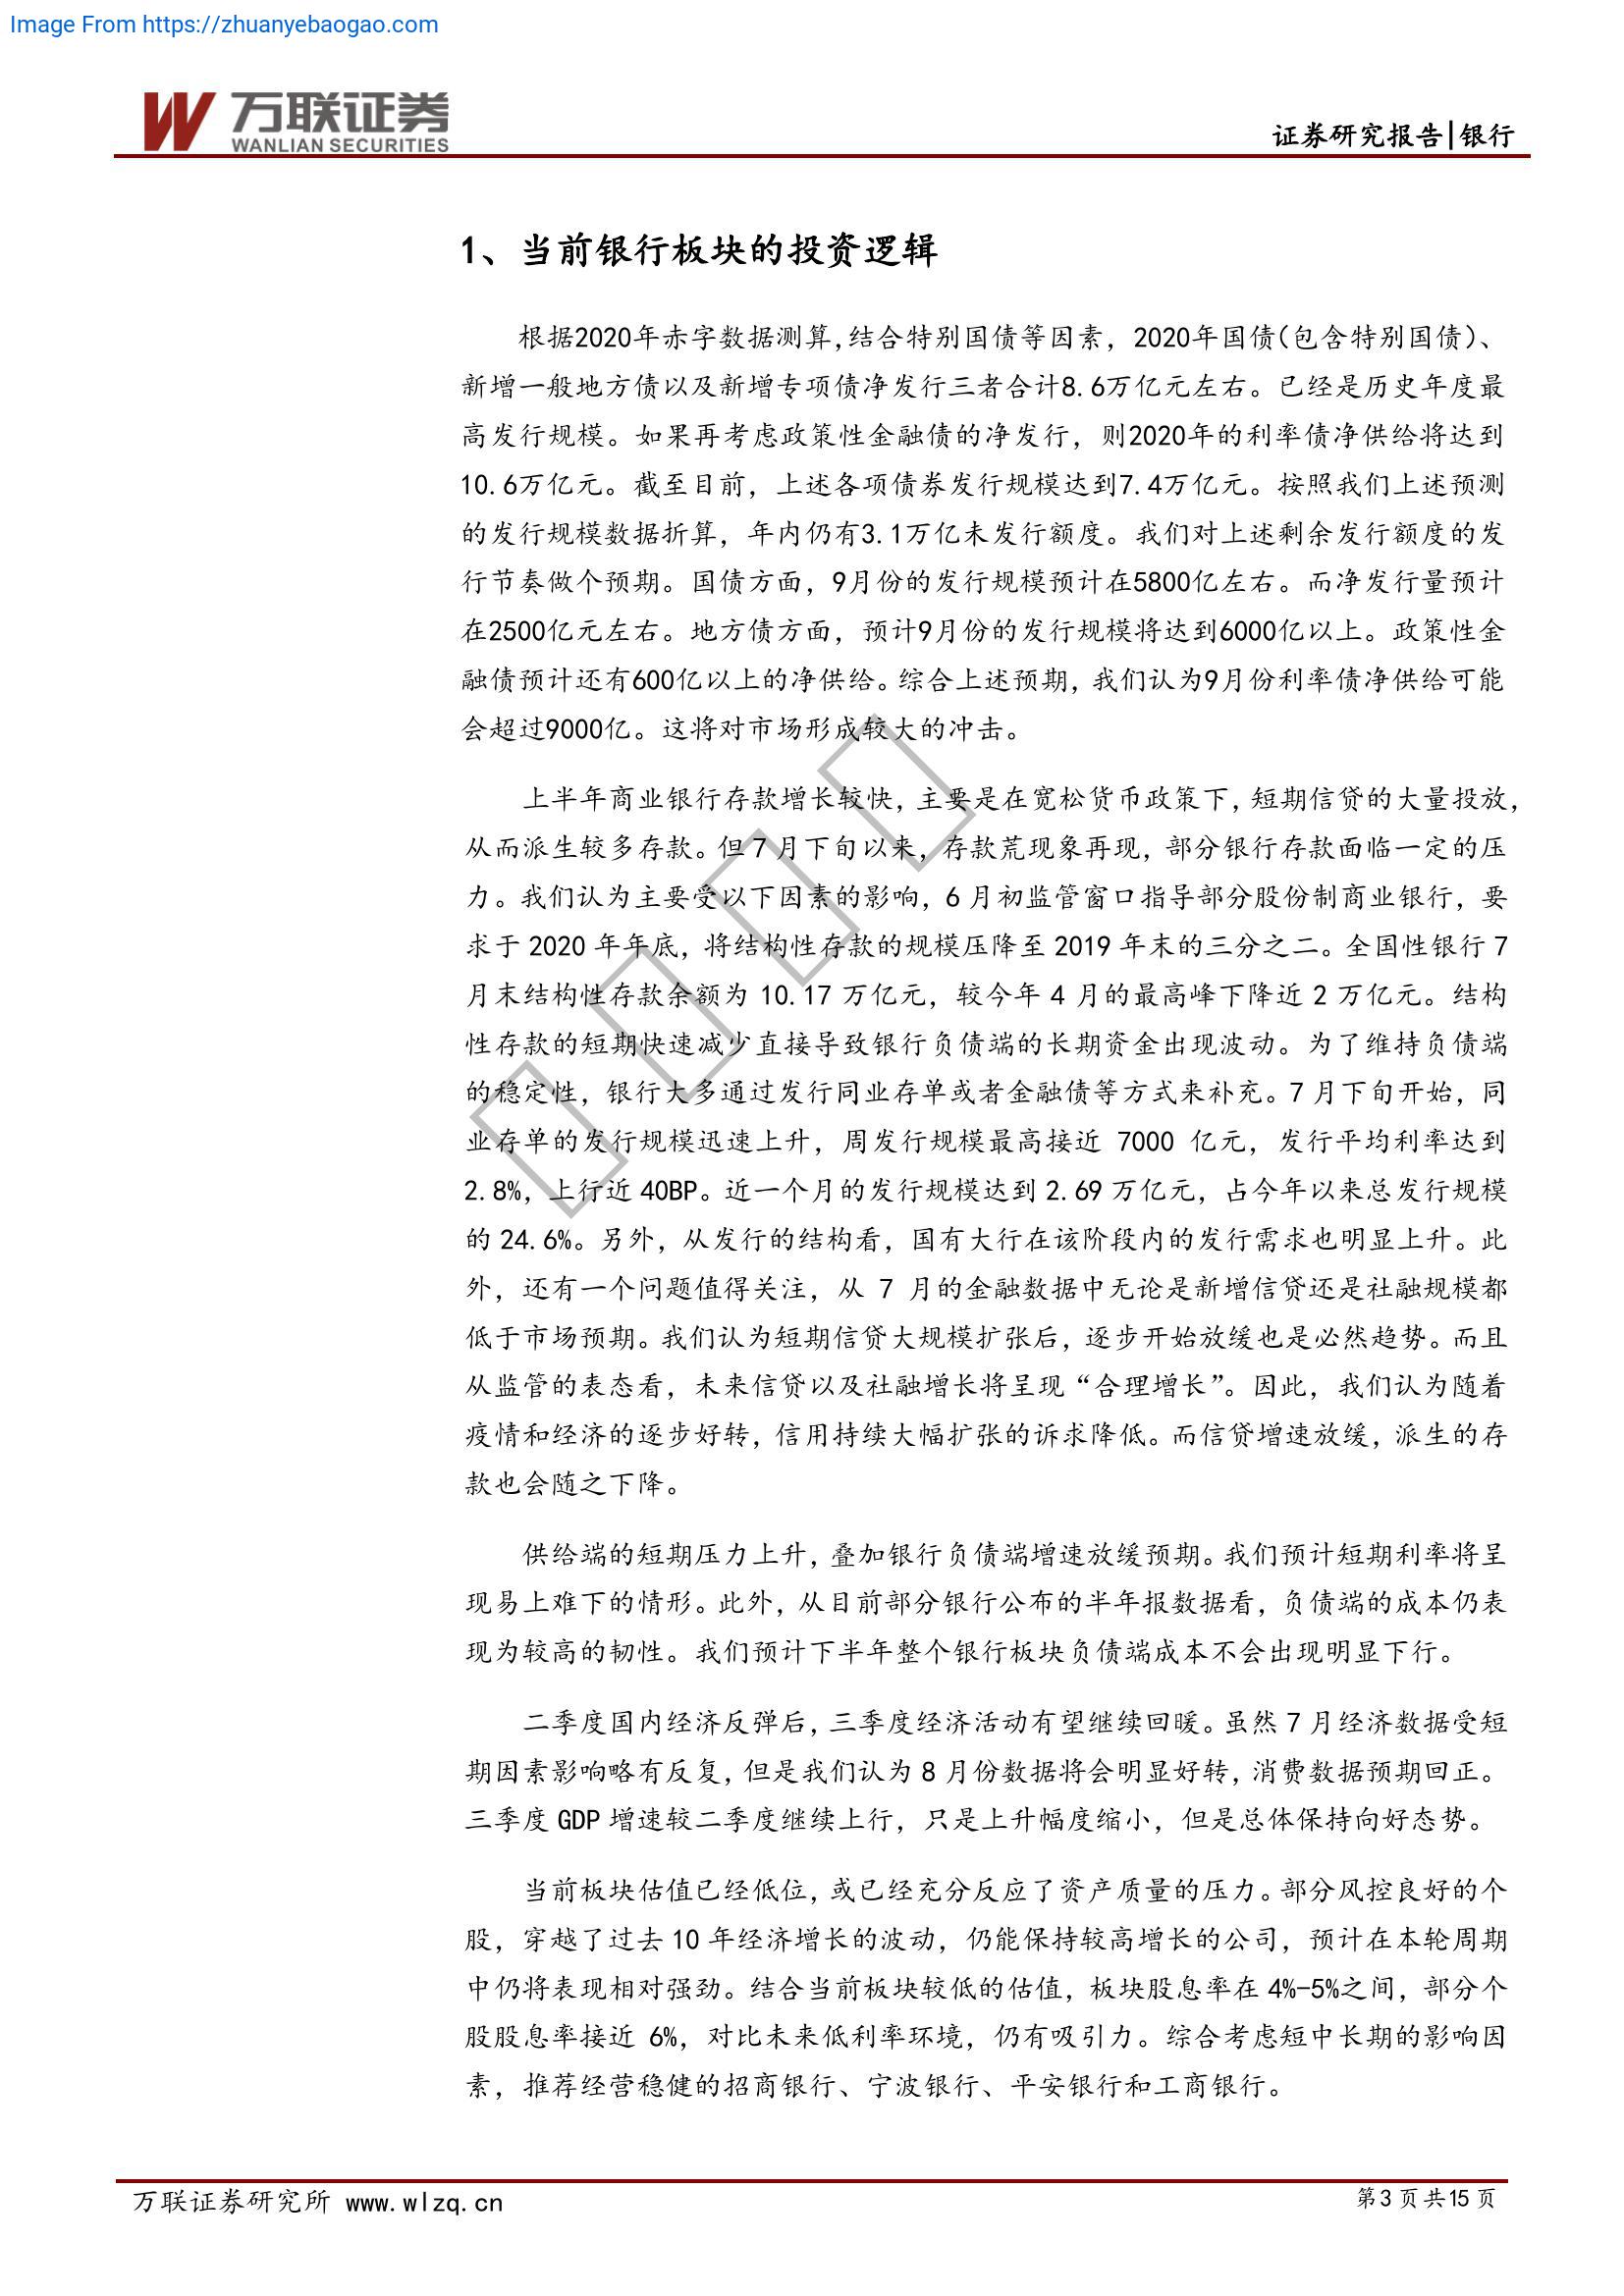 Image From https://zhuanyebaogao.com
万联证券
WANLIAN SECURITIES
证券研究报告|银行
1、当前银行板块的投资逻辑
根据2020年赤字数据测算,结合特别国债等因素，2020年国债(包含特别国债)、
新增一般地方债以及新增专项债净发行三者合计8.6万亿元左右。已经是历史年度最
高发行规模。如果再考虑政策性金融债的净发行，则2020年的利率债净供给将达到
10.6万亿元。截至目前，上述各项债券发行规模达到7.4万亿元。按照我们上述预测
的发行规模数据折算，年内仍有3.1万亿未发行额度。我们对上述剩余发行额度的发
行节奏做个预期。国债方面，9月份的发行规模预计在5800亿左右。而净发行量预计
在2500亿元左右。地方债方面，预计9月份的发行规模将达到6000亿以上。政策性金
融债预计还有600亿以上的净供给。综合上述预期，我们认为9月份利率债净供给可能
会超过9000亿。这将对市场形成较大的冲击。
上半年商业银行存款增长较快，主要是在宽松货币政策下，短期信贷的大量投放，
从而派生较多存款。但 7 月下旬以来，存款荒现象再现，部分银行存款面临一定的压
力。我们认为主要受以下因素的影响，6 月初监管窗口指导部分股份制商业银行，要
求于 2020 年年底，将结构性存款的规模压降至 2019 年末的三分之二。全国性银行 7
月末结构性存款余额为 10.17 万亿元，较今年 4 月的最高峰下降近 2 万亿元。结构
性存款的短期快速减少直接导致银行负债端的长期资金出现波动。为了维持负债端
的稳定性，银行大多通过发行同业存单或者金融债等方式来补充。7 月下旬开始，同
业存单的发行规模迅速上升，周发行规模最高接近 7000 亿元，发行平均利率达到
2.8%，上行近 40BP。近一个月的发行规模达到 2.69 万亿元，占今年以来总发行规模
的 24.6%。另外，从发行的结构看，国有大行在该阶段内的发行需求也明显上升。此
外，还有一个问题值得关注，从 7 月的金融数据中无论是新增信贷还是社融规模都
低于市场预期。我们认为短期信贷大规模扩张后，逐步开始放缓也是必然趋势。而且
从监管的表态看，未来信贷以及社融增长将呈现“合理增长”。因此，我们认为随着
疫情和经济的逐步好转，信用持续大幅扩张的诉求降低。而信贷增速放缓，派生的存
款也会随之下降。
供给端的短期压力上升，叠加银行负债端增速放缓预期。我们预计短期利率将呈
现易上难下的情形。此外，从目前部分银行公布的半年报数据看，负债端的成本仍表
现为较高的韧性。我们预计下半年整个银行板块负债端成本不会出现明显下行。
二季度国内经济反弹后，三季度经济活动有望继续回暖。虽然 7 月经济数据受短
期因素影响略有反复，但是我们认为 8 月份数据将会明显好转，消费数据预期回正。
三季度 GDP 增速较二季度继续上行，只是上升幅度缩小，但是总体保持向好态势。
当前板块估值已经低位，或已经充分反应了资产质量的压力。部分风控良好的个
股，穿越了过去 10 年经济增长的波动，仍能保持较高增长的公司，预计在本轮周期
中仍将表现相对强劲。结合当前板块较低的估值，板块股息率在 4%-5%之间，部分个
股股息率接近 6%，对比未来低利率环境，仍有吸引力。综合考虑短中长期的影响因
素，推荐经营稳健的招商银行、宁波银行、平安银行和工商银行。
万联证券研究所 www.wlzq.cn
第 3 页 共 15 页